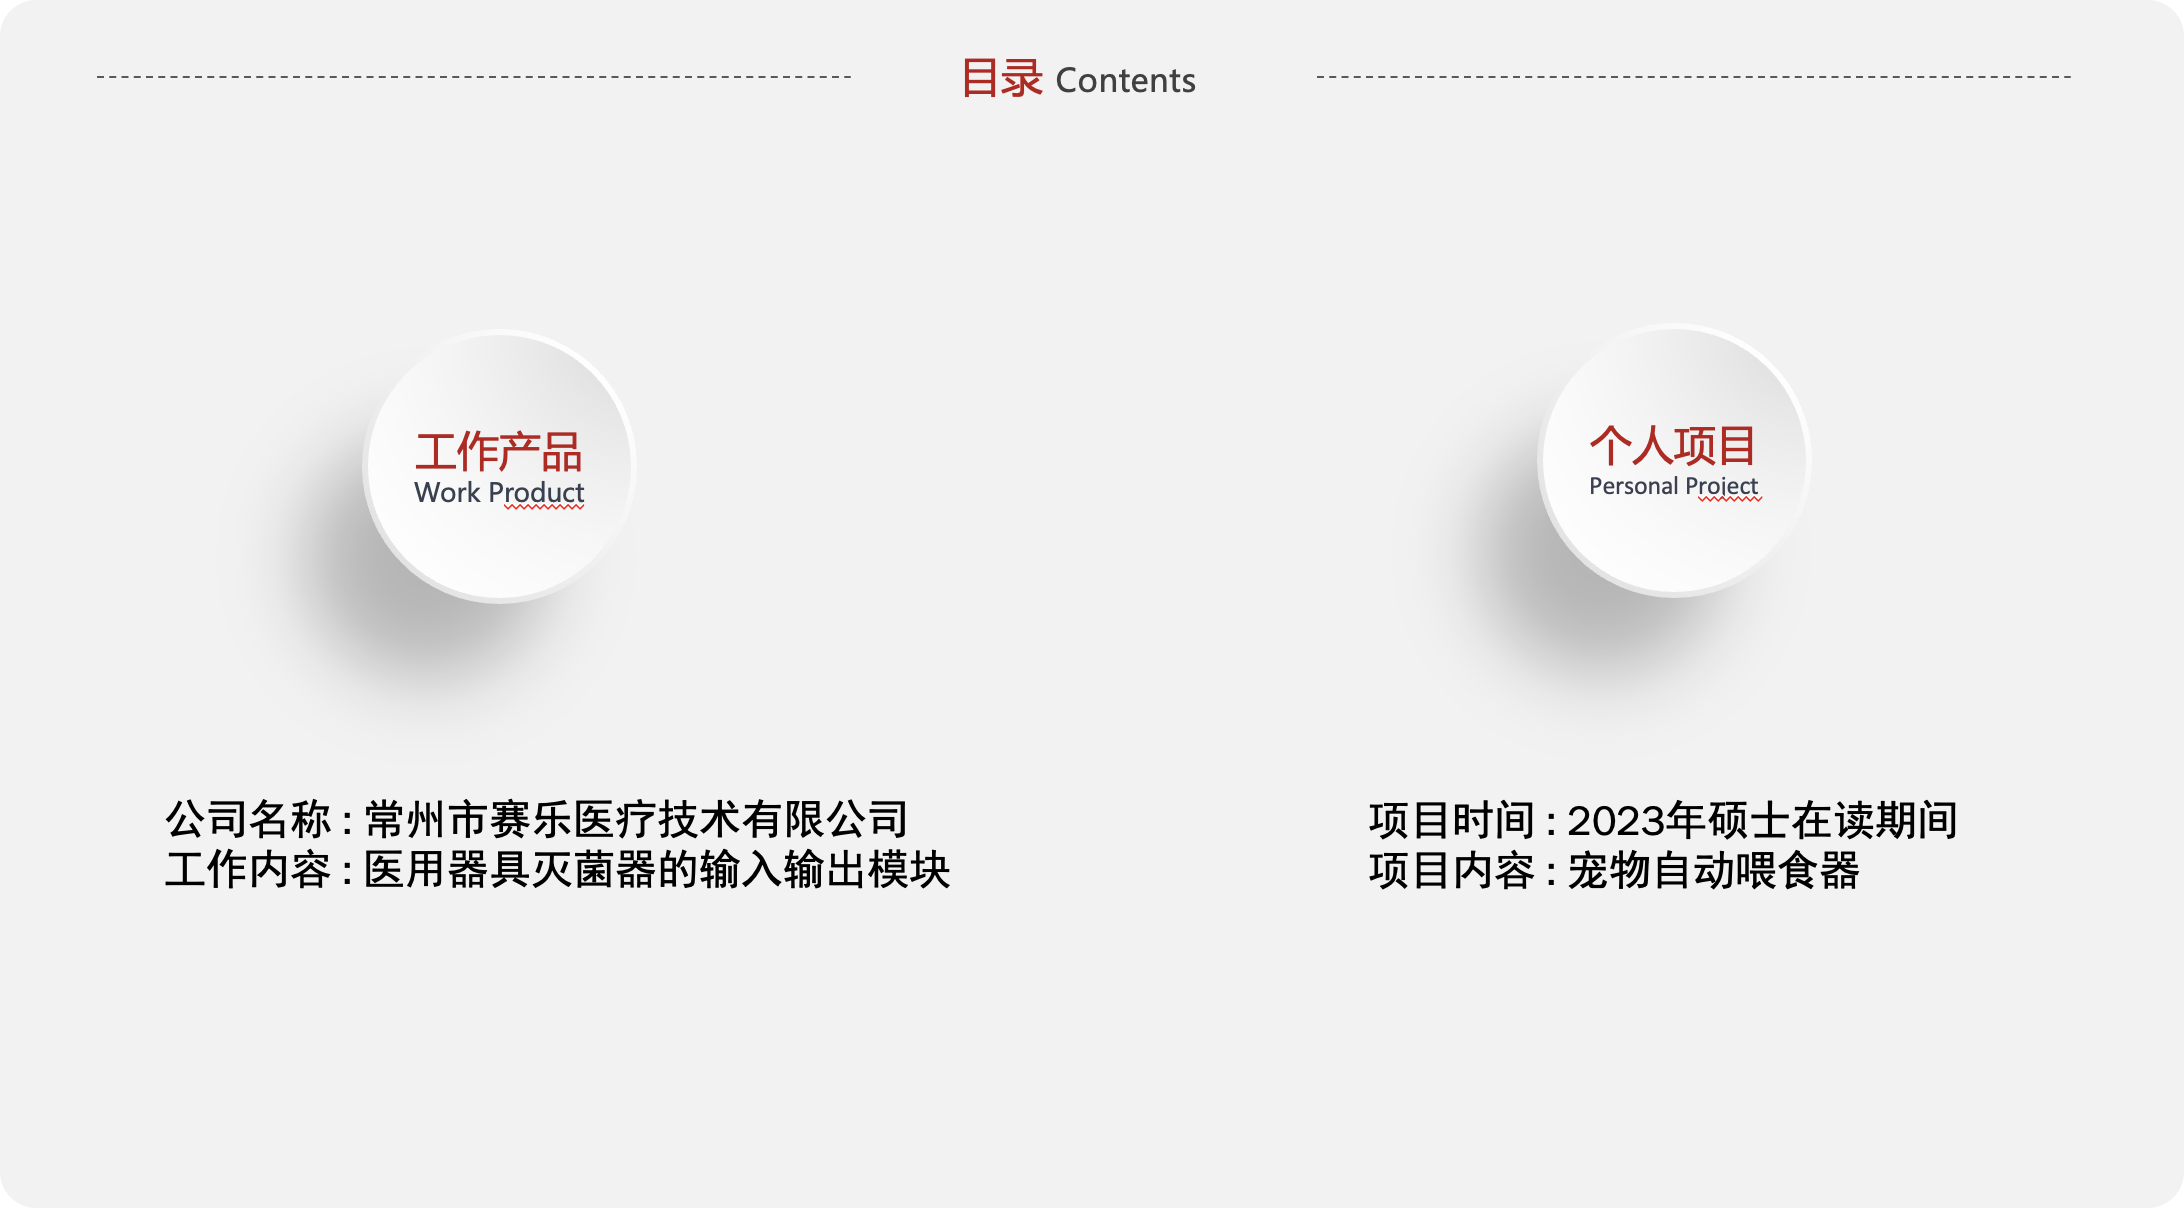 目录 Contents
工作产品
Work Product
个人项目
Personal Project
公司名称 : 常州市赛乐医疗技术有限公司
工作内容 : 医用器具灭菌器的输入输出模块
项目时间 : 2023年硕士在读期间
项目内容 : 宠物自动喂食器